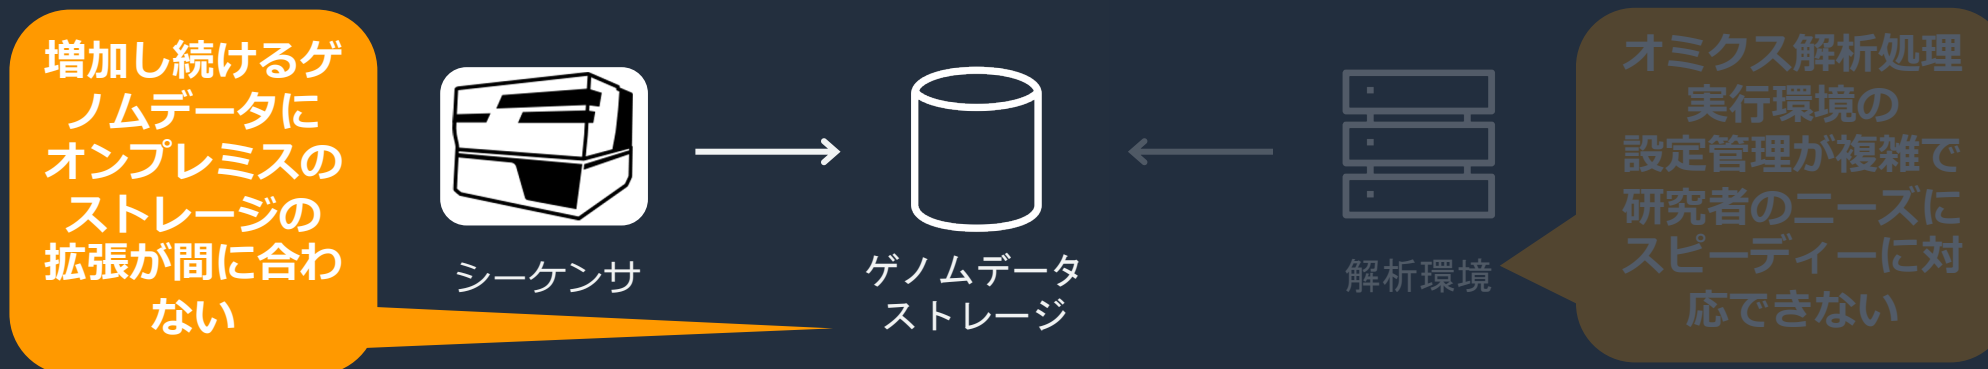 増加し続けるゲ
ノムデータに
オンプレミスの
ストレージの
拡張が間に合わ
ない
シーケンサ
ゲノムデータ
ストレージ
解析環境
オミクス解析処理
実行環境の
設定管理が複雑で
研究者のニーズに
スピーディーに対
応できない